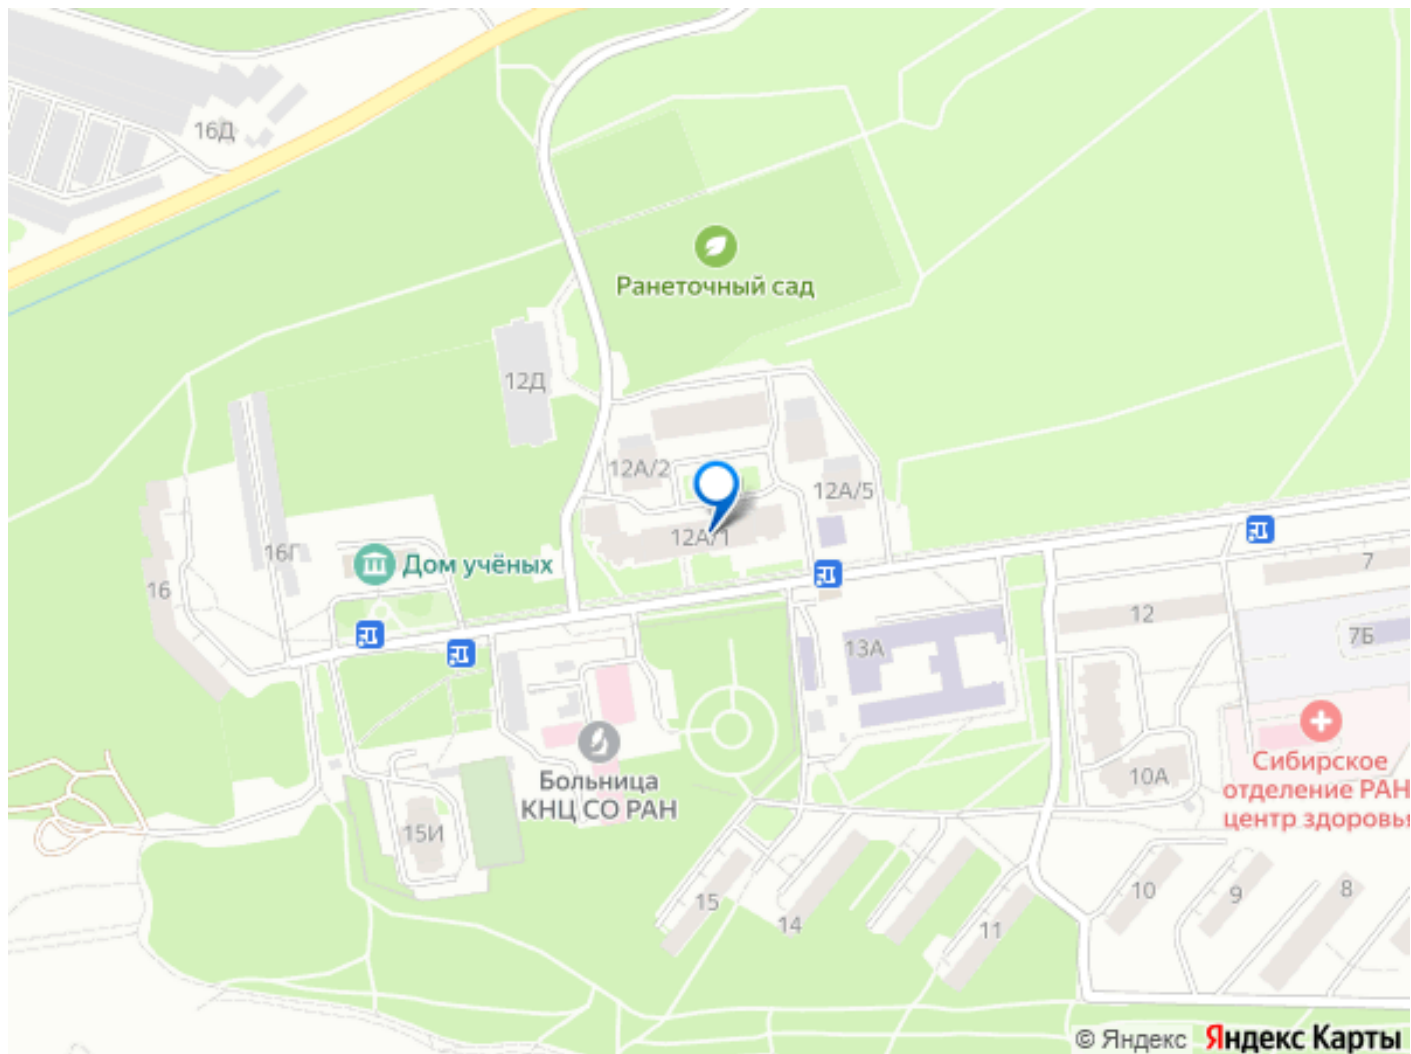 16Д
Ранеточный сад
12Д
12А/2
12А/5
12А/1
16Г
Дом учёных
16
7
12
7Б
13А
Больница
КНЦ СО РАН
10А
Сибирское
отделение РАН
центр здоровья
15И
15
14
11
10
9
8
© Яндекс Яндекс Карты